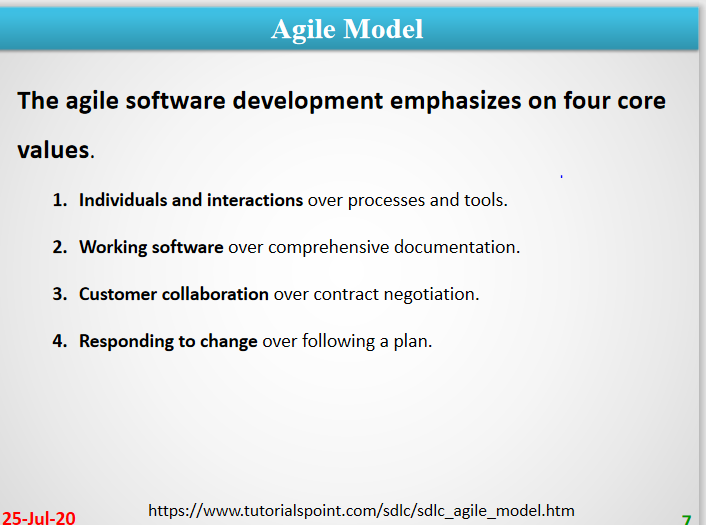 Agile Model
The agile software development emphasizes on four core
values.
1. Individuals and interactions over processes and tools.
2. Working software over comprehensive documentation.
3. Customer collaboration over contract negotiation.
4. Responding to change over following a plan.
25-Jul-20
https://www.tutorialspoint.com/sdlc/sdlc_agile_model.htm
7